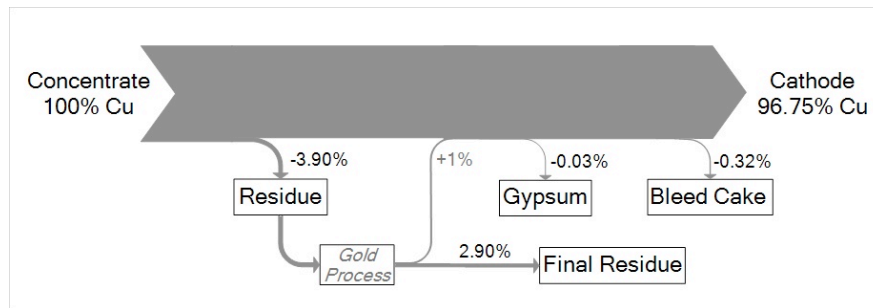 Concentrate
100% Cu
Cathode
96.75% Cu
-3.90%
+1%
-0.03%
-0.32%
Residue
Gypsum
Bleed Cake
Gold
Process
2.90%
Final Residue